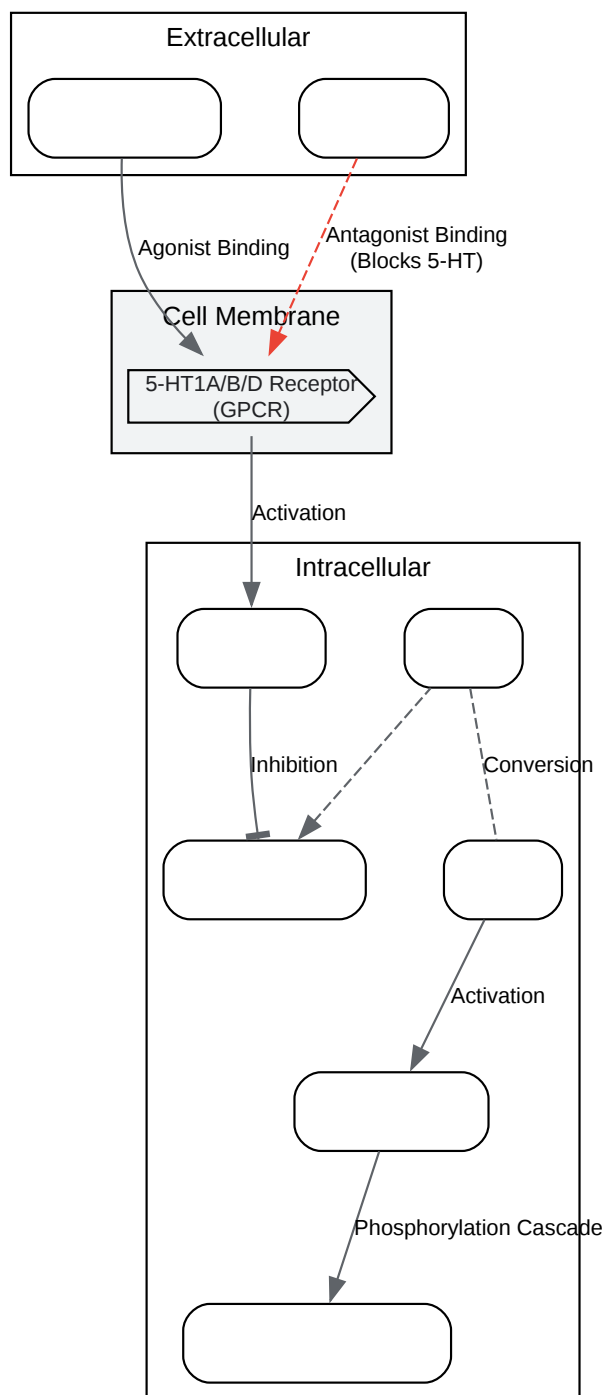 Extracellular
Agonist Binding
Antagonist Binding
(Blocks 5-HT)
Cell Membrane
5-HT1A/B/D Receptor
(GPCR)
Activation
Intracellular
Inhibition
Conversion
Activation
Phosphorylation Cascade